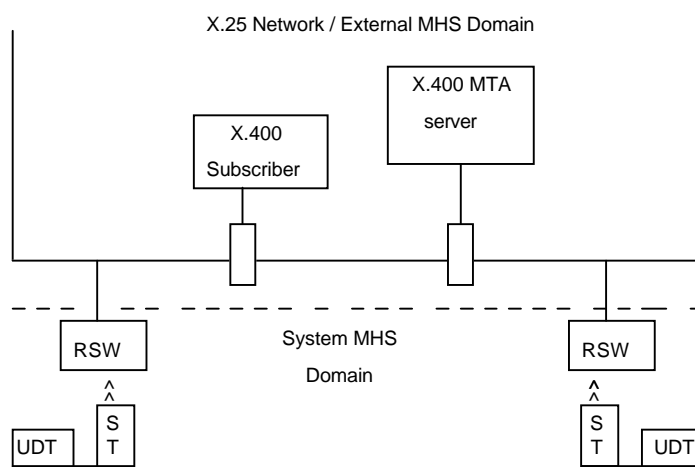 X.25 Network / External MHS Domain
X.400
Subscriber
X.400 MTA
server
RSW
System MHS
Domain
RSW
^
^
^
^
UDT
S
T
S
T
UDT